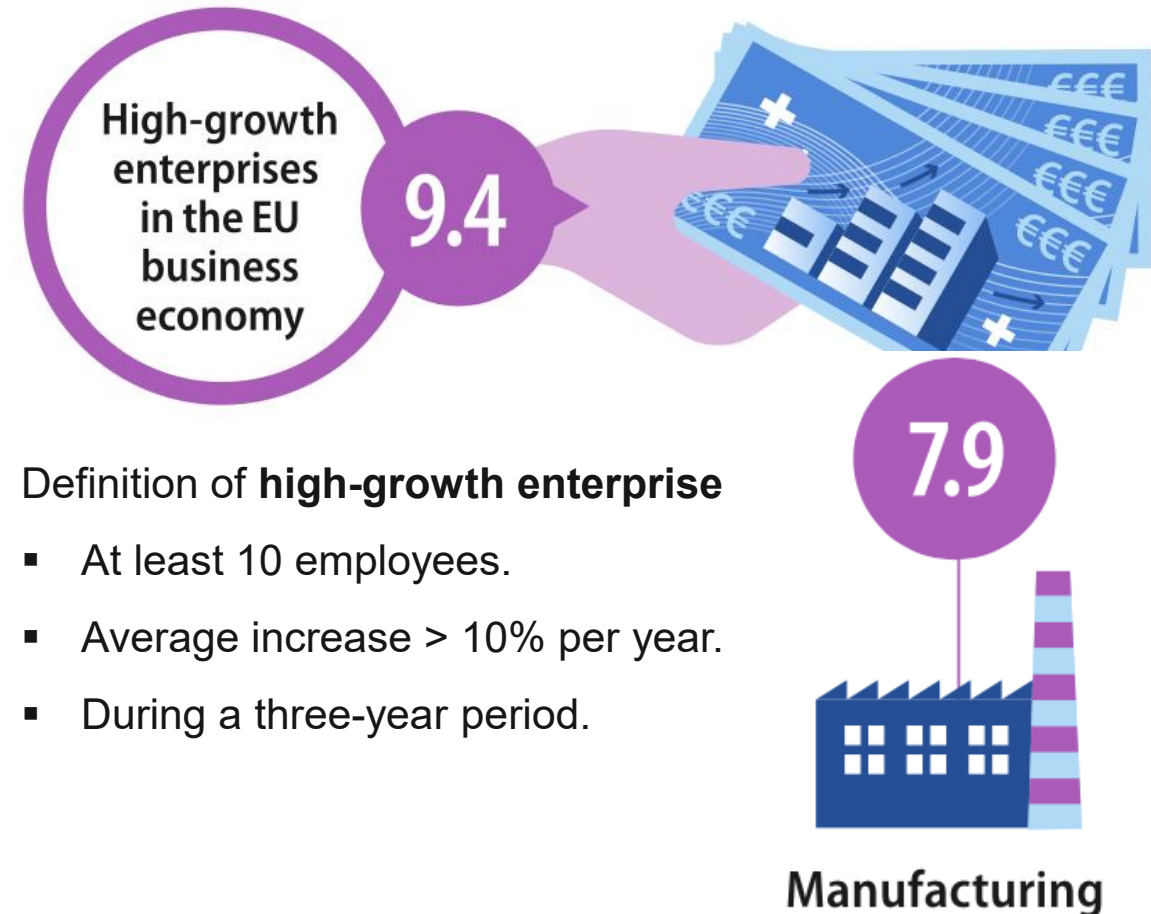 High-growth
enterprises
in the EU
business
economy
9.4
€€€
€€€
€€€
€€€
€€€
7.9
Definition of high-growth enterprise
▪ At least 10 employees.
▪ Average increase > 10% per year.
▪ During a three-year period.
Manufacturing